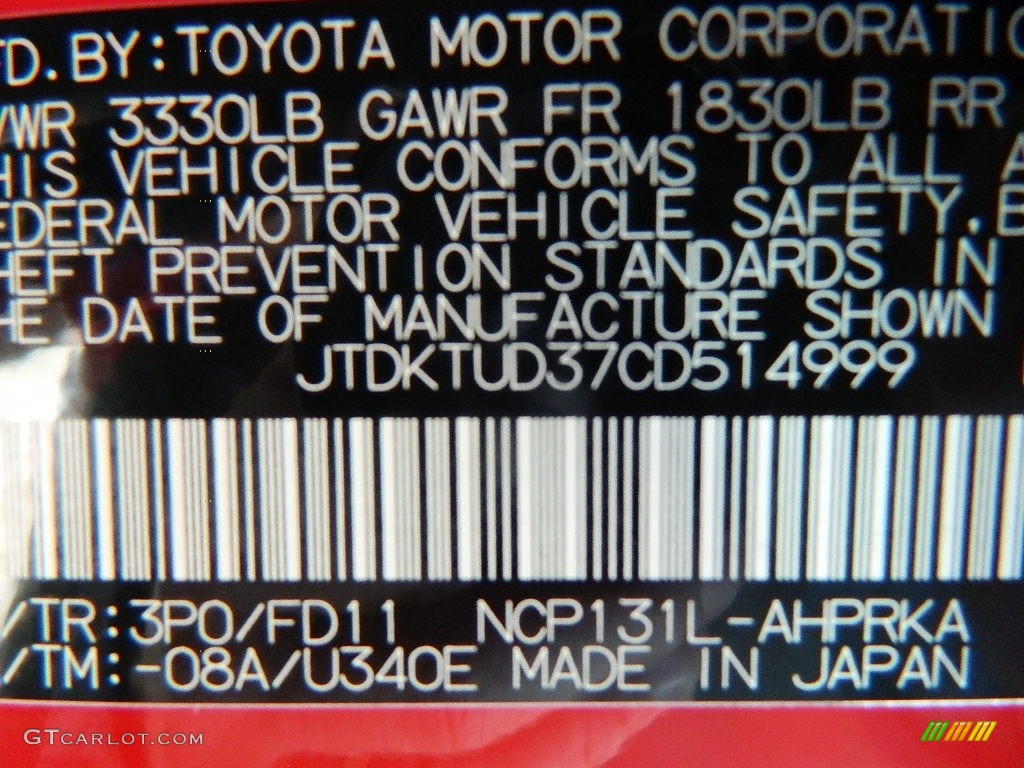 FD. BY: TOYOTA MOTOR CORPORATIO
VWR 3330LB GAWR FR 1830LB RR
HIS VEHICLE CONFORMS TO ALL A
EDERAL MOTOR VEHICLE SAFETY, B
HEFT PREVENTION STANDARDS IN
HE DATE OF MANUFACTURE SHOWN
JTDKTUD37CD514999
/TR:3P0/FD11 NCP131L-AHPRKA
/TM:-08A/U340E MADE IN JAPAN
GTCARLOT.COM